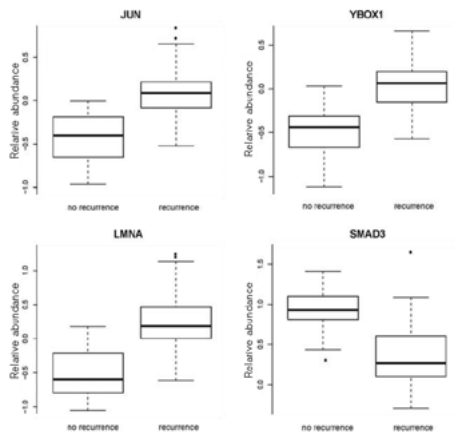 JUN
Relative abundance
0.5
0.0
-0.5
-1.0
no recurrence recurrence
YBOX1
Relative abundance
0.5
0.0
-0.5
-1.0
no recurrence recurrence
LMNA
Relative abundance
1.0
0.5
0.0
-0.5
-1.0
no recurrence recurrence
SMAD3
Relative abundance
1.5
1.0
0.5
0.0
no recurrence recurrence